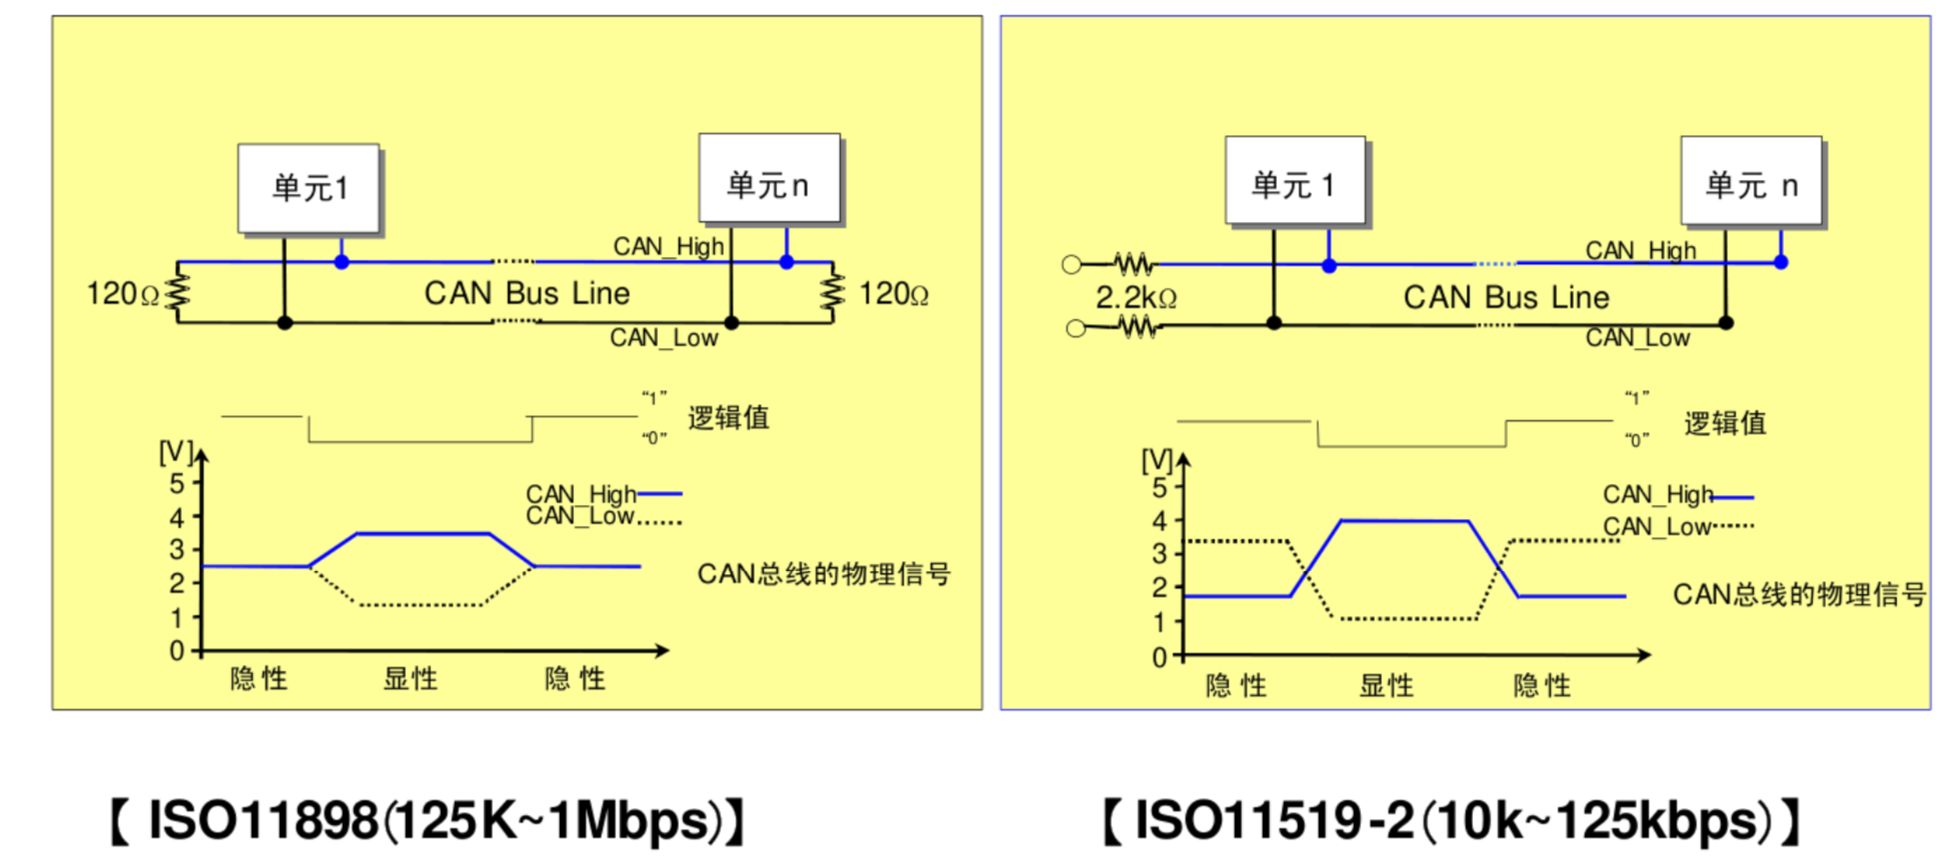 单元1
单元n
CAN_High
120Ω
CAN Bus Line
120Ω
CAN_Low
“1”
逻辑值
“0”
[V]
5
4
3
2
1
0
CAN_High
CAN_Low
CAN总线的物理信号
隐性
显性
隐性
【ISO11898(125K~1Mbps)】
单元 1
单元 n
CAN_High
2.2kΩ
CAN Bus Line
CAN_Low
“1”
逻辑值
“0”
[V]
5
4
3
2
1
0
CAN_High
CAN_Low
CAN总线的物理信号
隐性
显性
隐性
【ISO11519-2(10k~125kbps)】